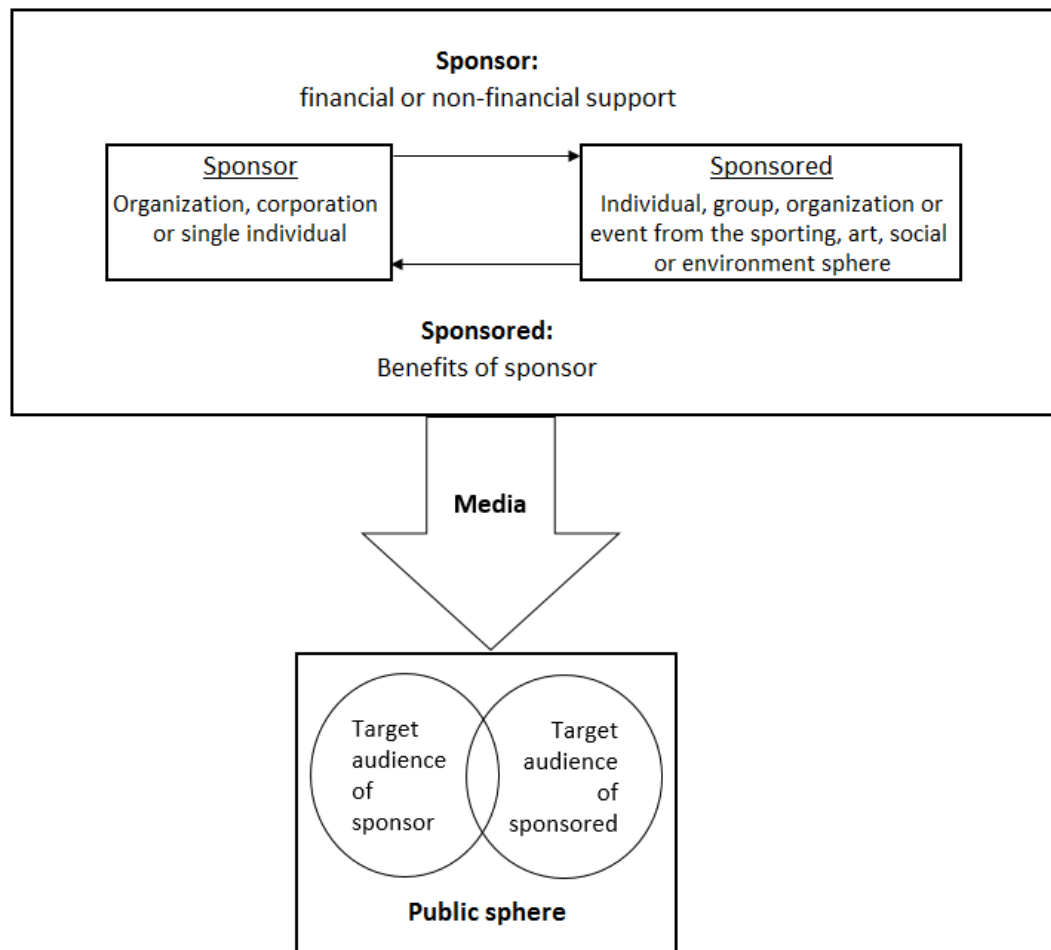 Sponsor:
financial or non-financial support
Sponsor
Organization, corporation
or single individual
Sponsored
Individual, group, organization or
event from the sporting, art, social
or environment sphere
Sponsored:
Benefits of sponsor
Media
Target
audience
of
sponsor
Target
audience
of
sponsored
Public sphere